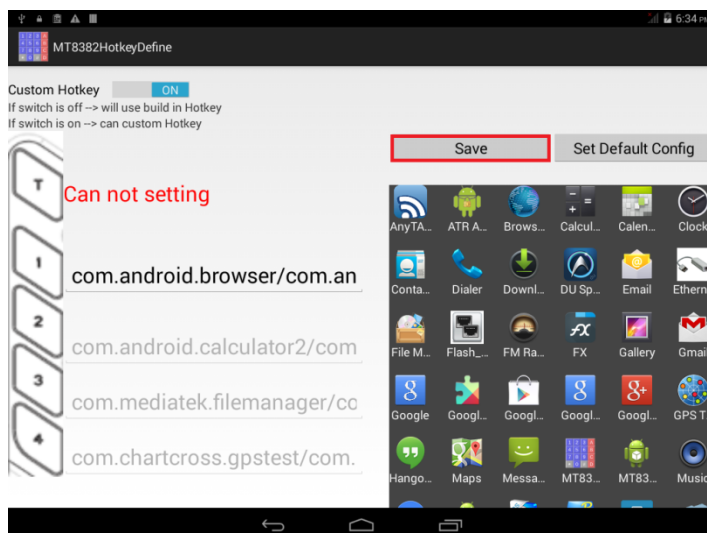 6:34 PM
MT8382HotkeyDefine
Custom Hotkey ON
If switch is off --> will use build in Hotkey
If switch is on --> can custom Hotkey
Save Set Default Config
T Can not setting
1 com.android.browser/com.an
2 com.android.calculator2/com
3 com.mediatek.filemanager/cc
4 com.chartcross.gpstest/com.
AnyTA... ATR A... Brows... Calcul... Calen... Clock
Conta... Dialer Downl... DU Sp... Email Ethern
File M... Flash_... FM Ra... FX Gallery Gmai
Google Googl... Googl... Googl... Googl... GPS T
Hango... Maps Messa... MT83... MT83... Music